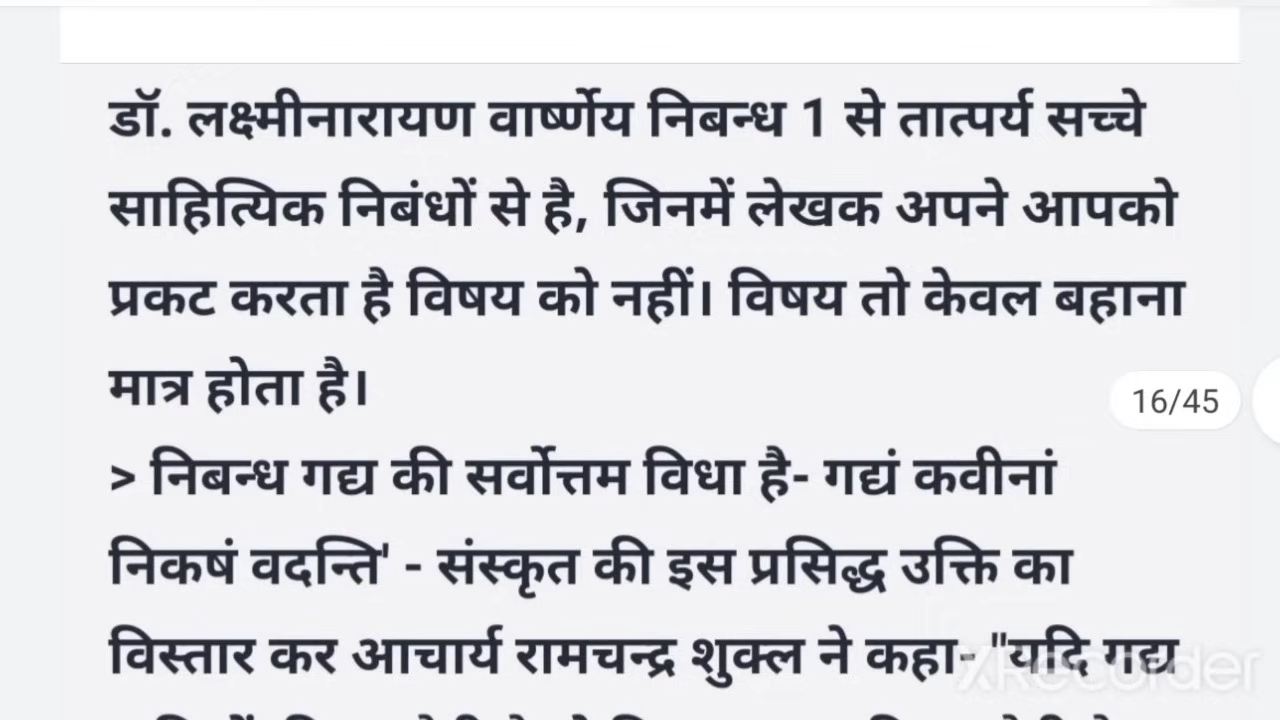 डॉ. लक्ष्मीनारायण वार्ष्णेय निबन्ध 1 से तात्पर्य सच्चे
साहित्यिक निबंधों से है, जिनमें लेखक अपने आपको
प्रकट करता है विषय को नहीं। विषय तो केवल बहाना
मात्र होता है।
16/45
> निबन्ध गद्य की सर्वोत्तम विधा है- गद्यं कवीनां
निकषं वदन्ति' - संस्कृत की इस प्रसिद्ध उक्ति का
विस्तार कर आचार्य रामचन्द्र शुक्ल ने कहा- "यदि गद्य
XRecorder